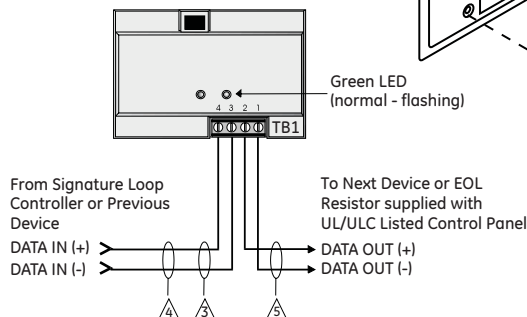 Green LED
(normal - flashing)
4 3 2 1
TB1
From Signature Loop
Controller or Previous
Device
DATA IN (+)
DATA IN (-)
To Next Device or EOL
Resistor supplied with
UL/ULC Listed Control Panel
DATA OUT (+)
DATA OUT (-)
4 3 5